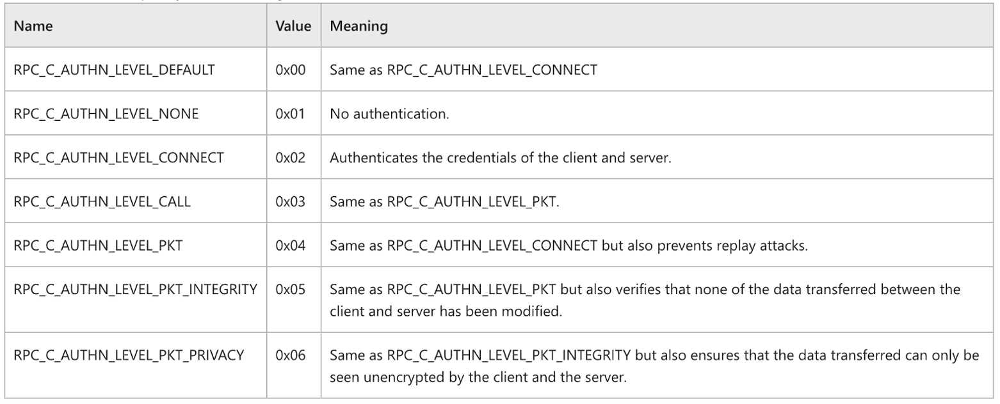 Name Value Meaning
RPC_C_AUTHN_LEVEL_DEFAULT 0x00 Same as RPC_C_AUTHN_LEVEL_CONNECT
RPC_C_AUTHN_LEVEL_NONE 0x01 No authentication.
RPC_C_AUTHN_LEVEL_CONNECT 0x02 Authenticates the credentials of the client and server.
RPC_C_AUTHN_LEVEL_CALL 0x03 Same as RPC_C_AUTHN_LEVEL_PKT.
RPC_C_AUTHN_LEVEL_PKT 0x04 Same as RPC_C_AUTHN_LEVEL_CONNECT but also prevents replay attacks.
RPC_C_AUTHN_LEVEL_PKT_INTEGRITY 0x05 Same as RPC_C_AUTHN_LEVEL_PKT but also verifies that none of the data transferred between the
client and server has been modified.
RPC_C_AUTHN_LEVEL_PKT_PRIVACY 0x06 Same as RPC_C_AUTHN_LEVEL_PKT_INTEGRITY but also ensures that the data transferred can only be
seen unencrypted by the client and the server.